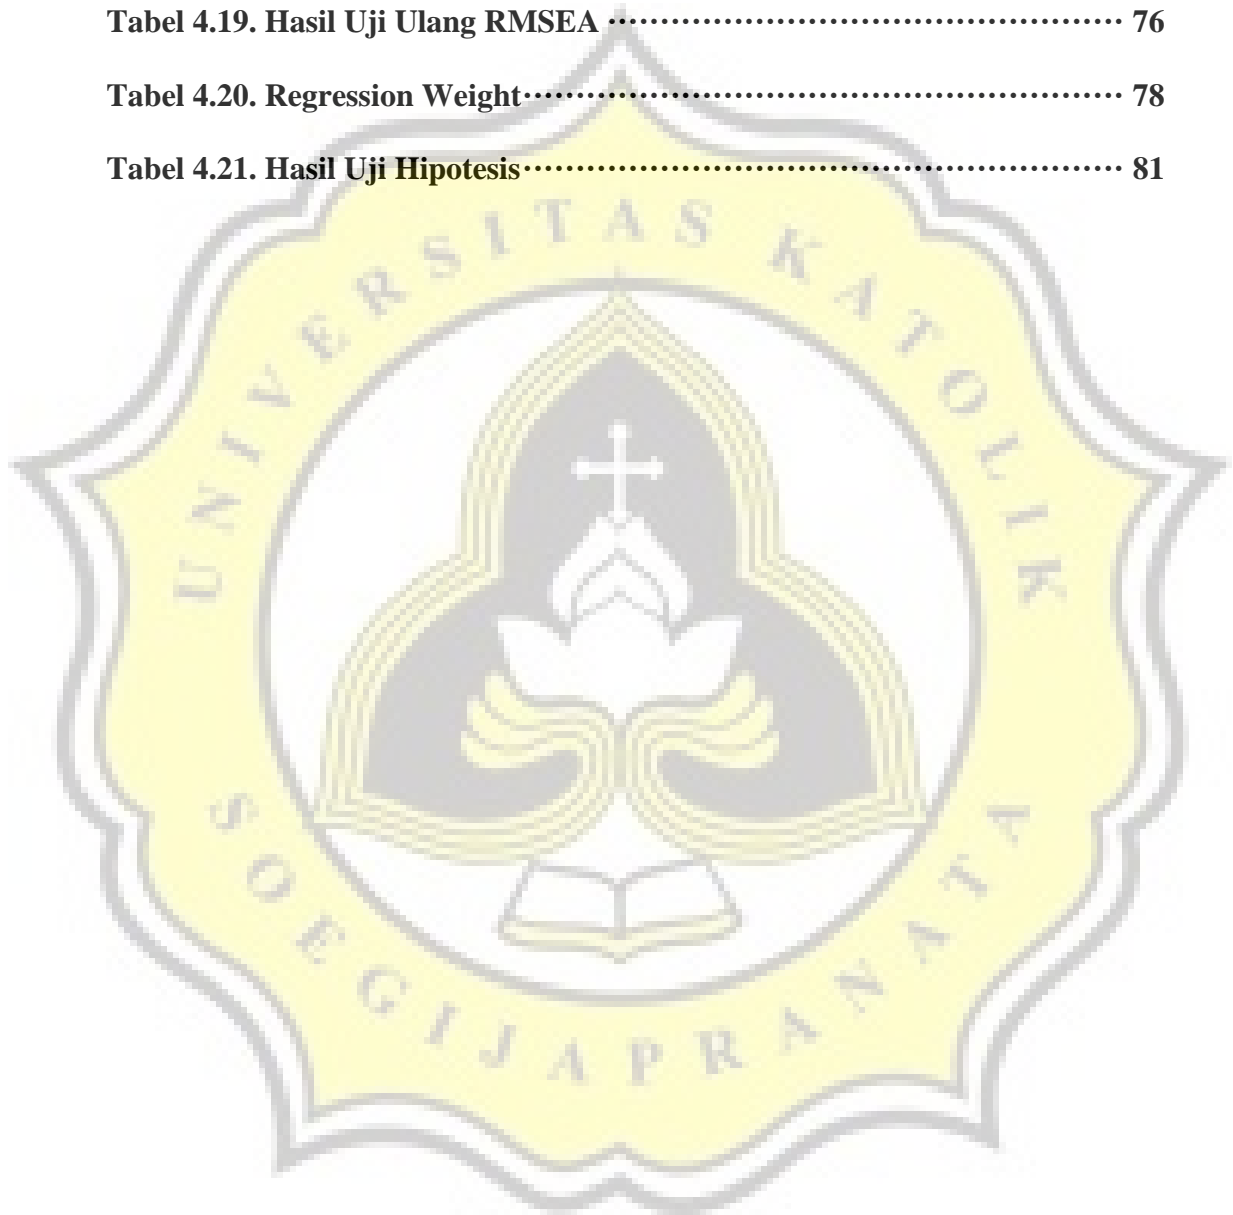 Tabel 4.19. Hasil Uji Ulang RMSEA ................................................ 76
Tabel 4.20. Regression Weight........................................................ 78
Tabel 4.21. Hasil Uji Hipotesis........................................................ 81
UNIVERSITAS KATOLIK
SOEGIJAPRANATA